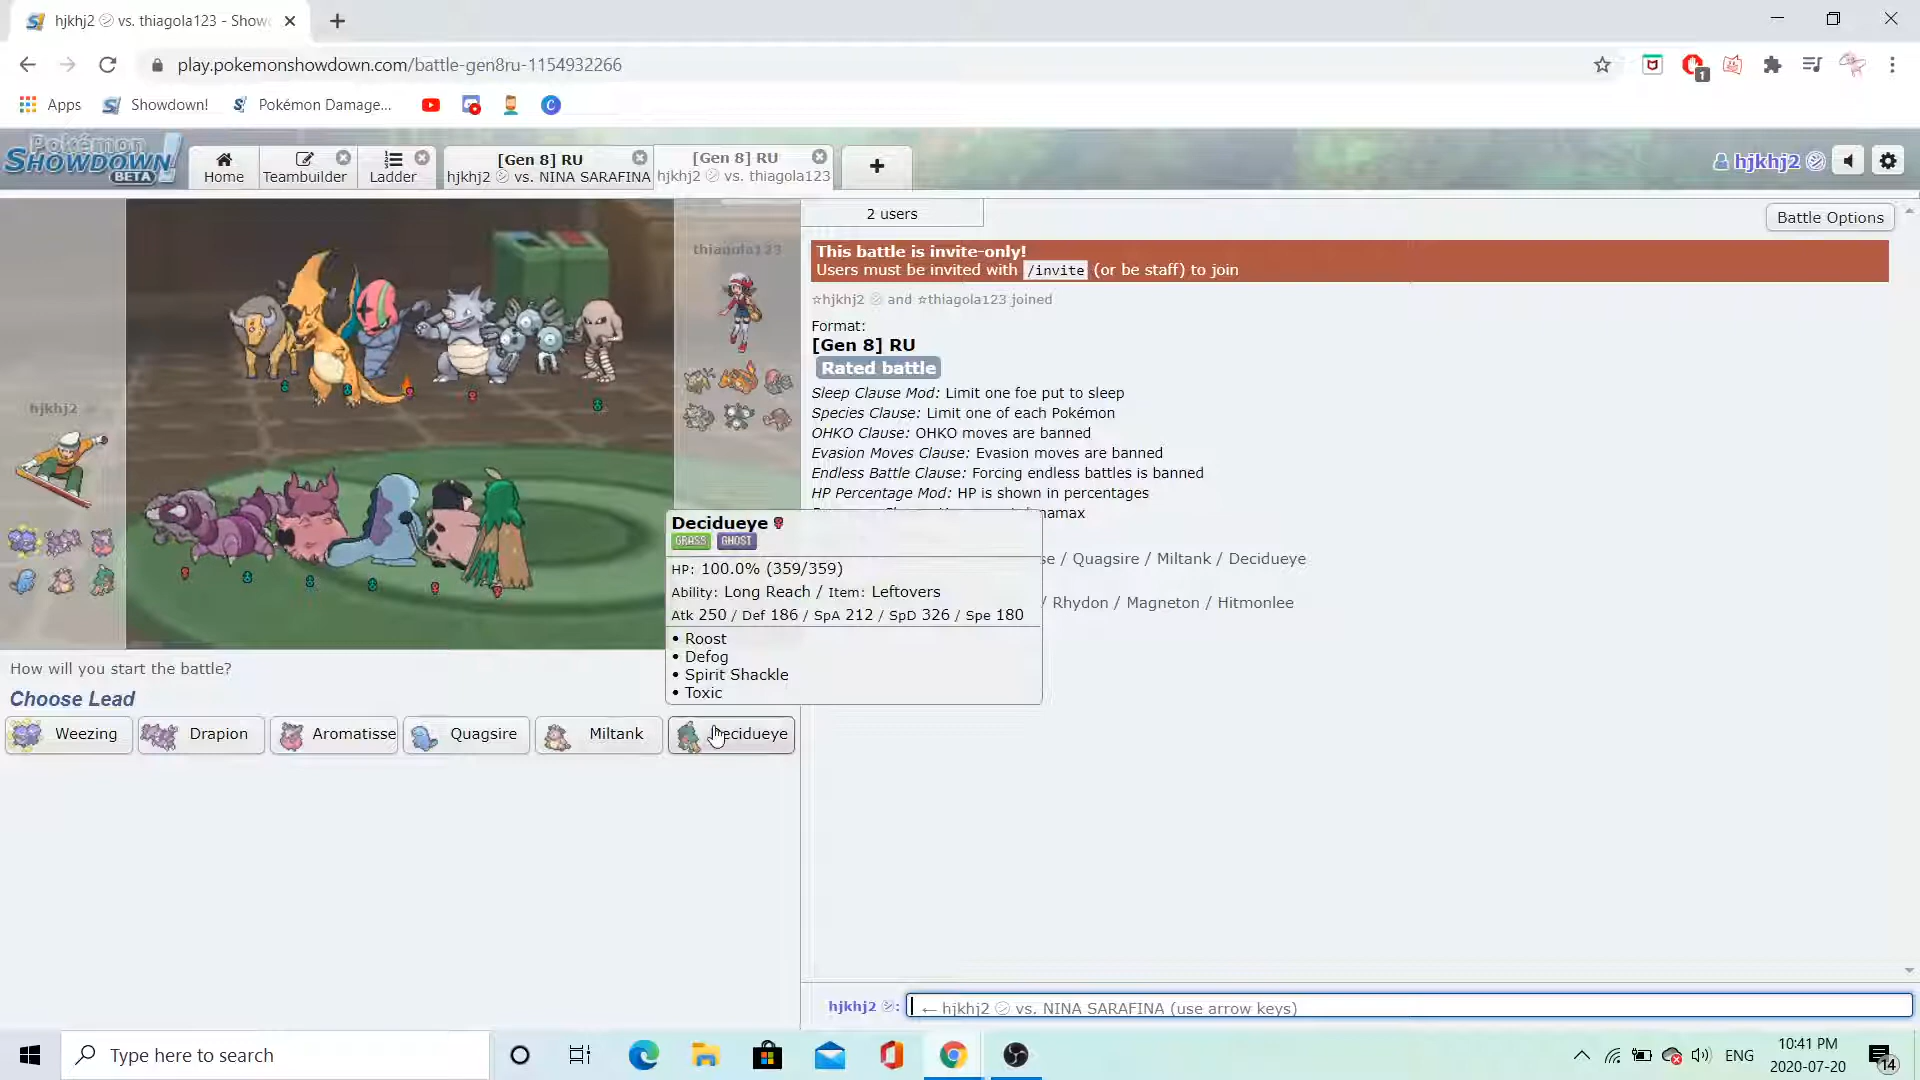 hjkhj2 vs. thiagola123 - Show
play.pokemonshowdown.com/battle-gen8ru-1154932266
1
Apps Showdown! Pokémon Damage...
Pokémon
SHOWDOWN!
BETA
Home
Teambuilder
Ladder
[Gen 8] RU
hjkhj2 vs. NINA SARAFINA
[Gen 8] RU
hjkhj2 vs. thiagola123
hjkhj2
thiagola123
hjkhj2
2 users
Battle Options
This battle is invite-only!
Users must be invited with /invite (or be staff) to join
☆hjkhj2 and ☆thiagola123 joined
Format:
[Gen 8] RU
Rated battle
Sleep Clause Mod: Limit one foe put to sleep
Species Clause: Limit one of each Pokémon
OHKO Clause: OHKO moves are banned
Evasion Moves Clause: Evasion moves are banned
Endless Battle Clause: Forcing endless battles is banned
HP Percentage Mod: HP is shown in percentages
namax
se / Quagsire / Miltank / Decidueye
/ Rhydon / Magneton / Hitmonlee
Decidueye
GRASS GHOST
HP: 100.0% (359/359)
Ability: Long Reach / Item: Leftovers
Atk 250 / Def 186 / SpA 212 / SpD 326 / Spe 180
• Roost
• Defog
• Spirit Shackle
• Toxic
How will you start the battle?
Choose Lead
Weezing Drapion Aromatisse Quagsire Miltank ecidueye
hjkhj2 :
← hjkhj2 vs. NINA SARAFINA (use arrow keys)
Type here to search
ENG
10:41 PM
2020-07-20
14